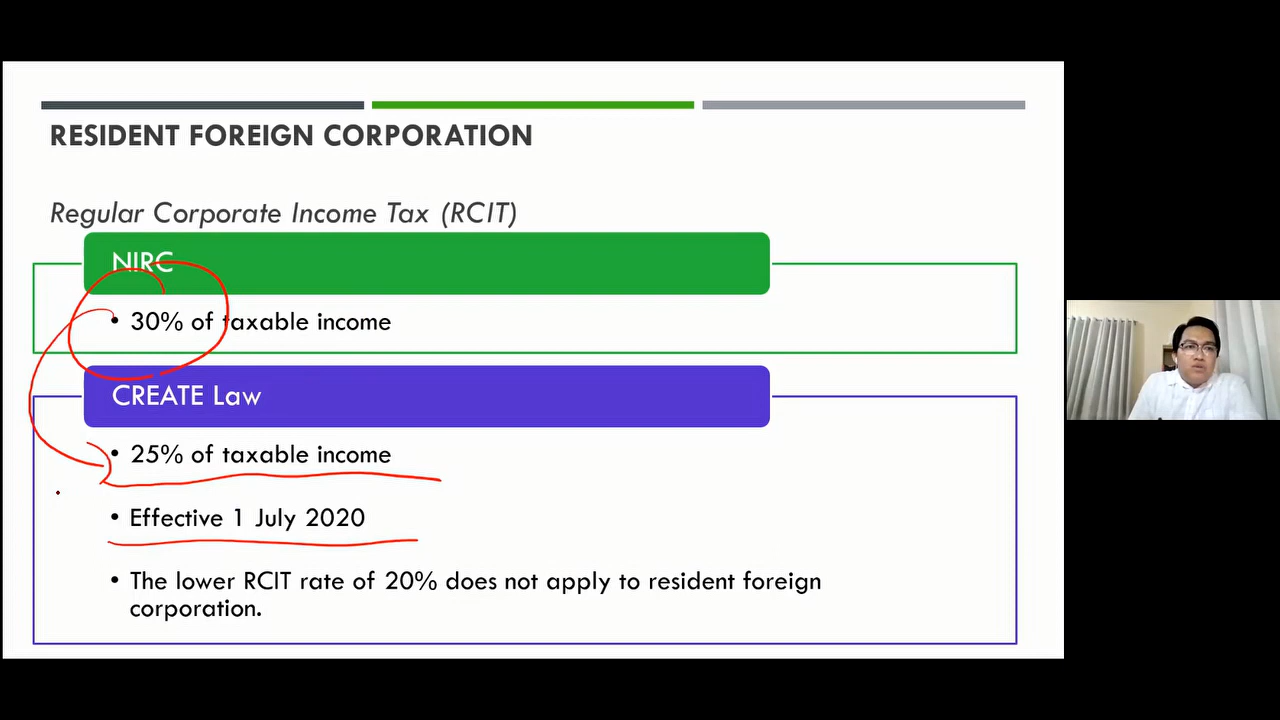 RESIDENT FOREIGN CORPORATION
Regular Corporate Income Tax (RCIT)
NIRC
• 30% of taxable income
CREATE Law
• 25% of taxable income
• Effective 1 July 2020
• The lower RCIT rate of 20% does not apply to resident foreign
corporation.